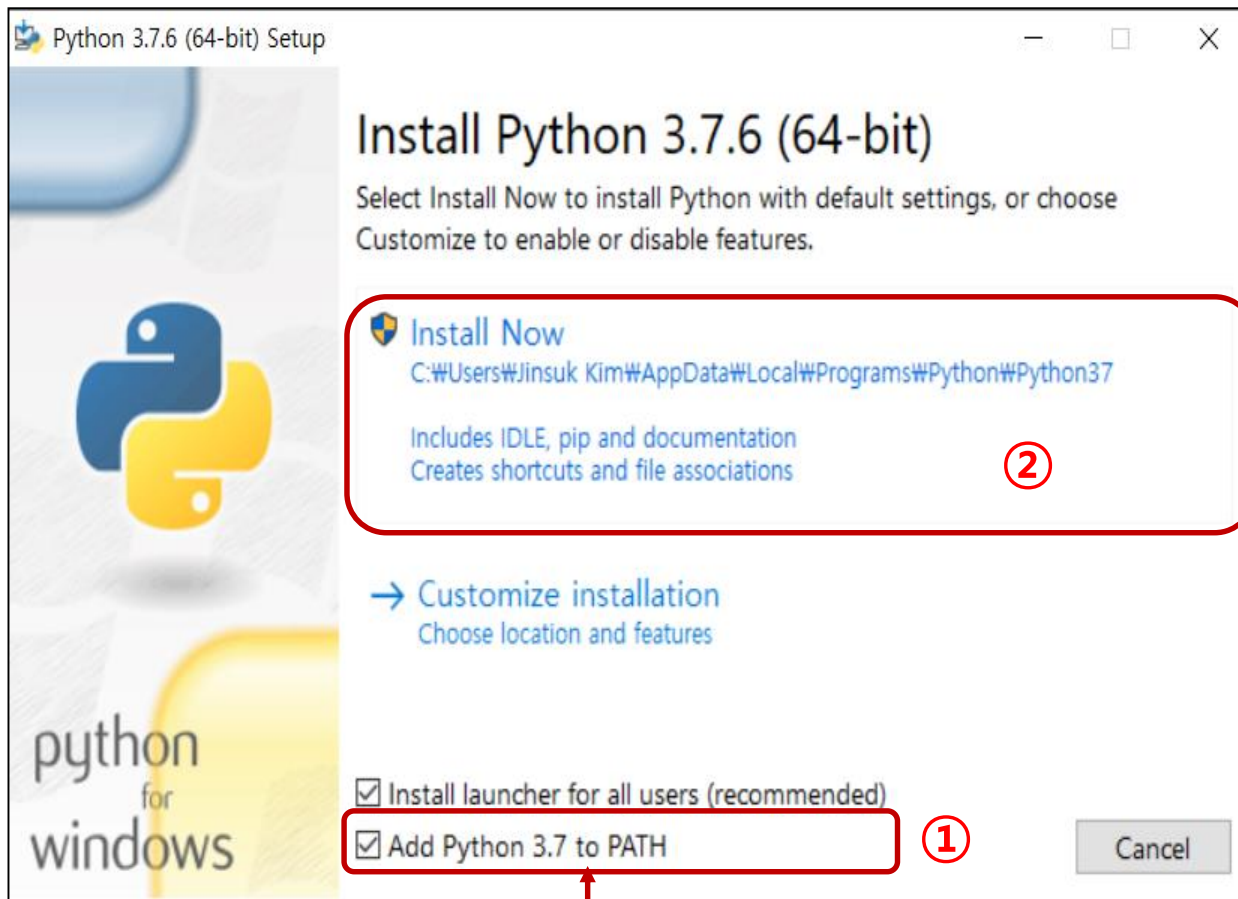 Python 3.7.6 (64-bit) Setup
Install Python 3.7.6 (64-bit)
Select Install Now to install Python with default settings, or choose
Customize to enable or disable features.
Install Now
C:₩Users₩Jinsuk Kim₩AppData₩Local₩Programs₩Python₩Python37
Includes IDLE, pip and documentation
Creates shortcuts and file associations
②
Customize installation
Choose location and features
python
for
windows
Install launcher for all users (recommended)
Add Python 3.7 to PATH
①
Cancel